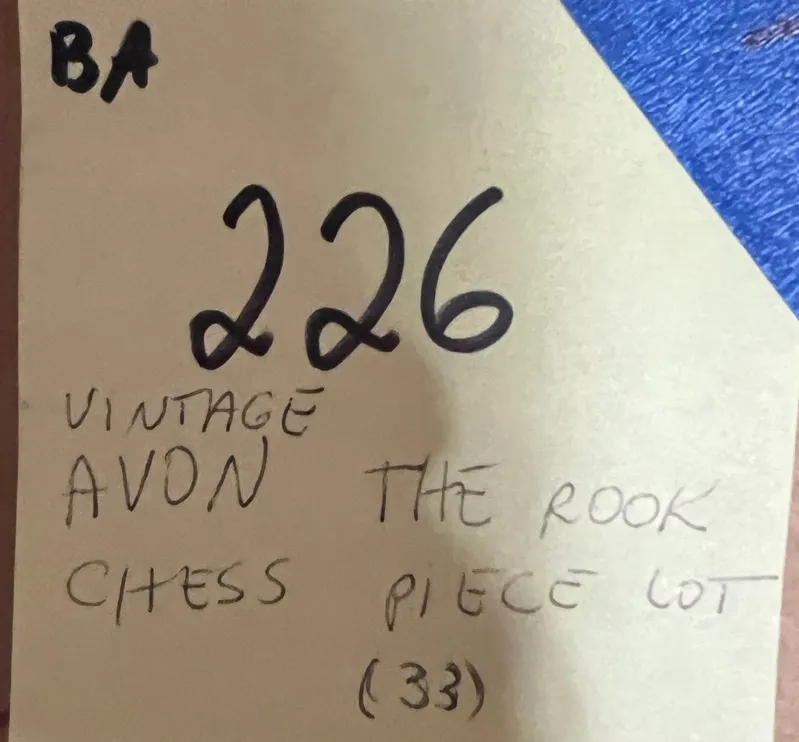 BA
226
VINTAGE
AVON THE ROOK
CHESS PIECE LOT
(33)